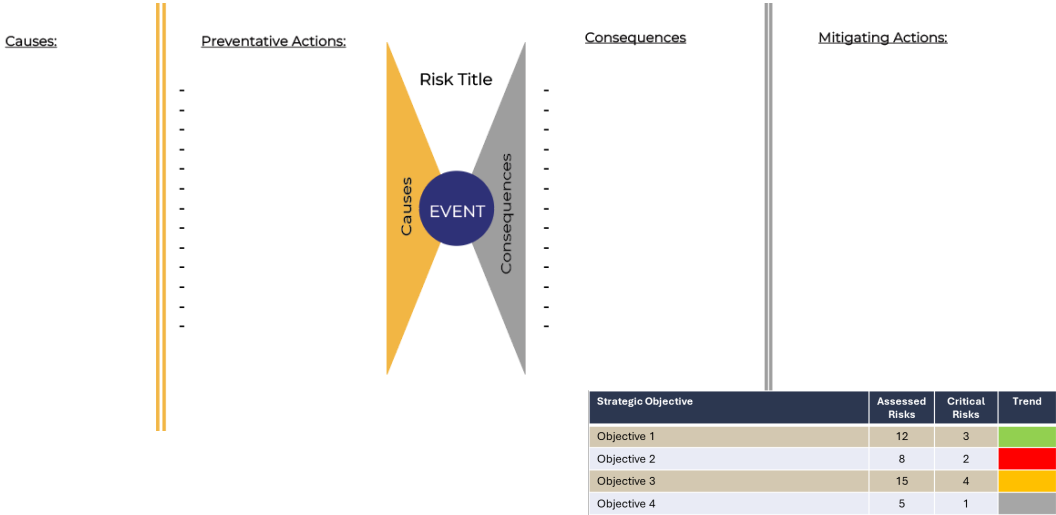 Causes:
Preventative Actions:
-
-
-
-
-
-
-
-
-
-
-
-
-
Risk Title
Causes
EVENT
Consequences
-
-
-
-
-
-
-
-
-
-
-
-
-
Consequences
Mitigating Actions:
Strategic Objective Assessed Risks Critical Risks Trend
Objective 1 12 3
Objective 2 8 2
Objective 3 15 4
Objective 4 5 1